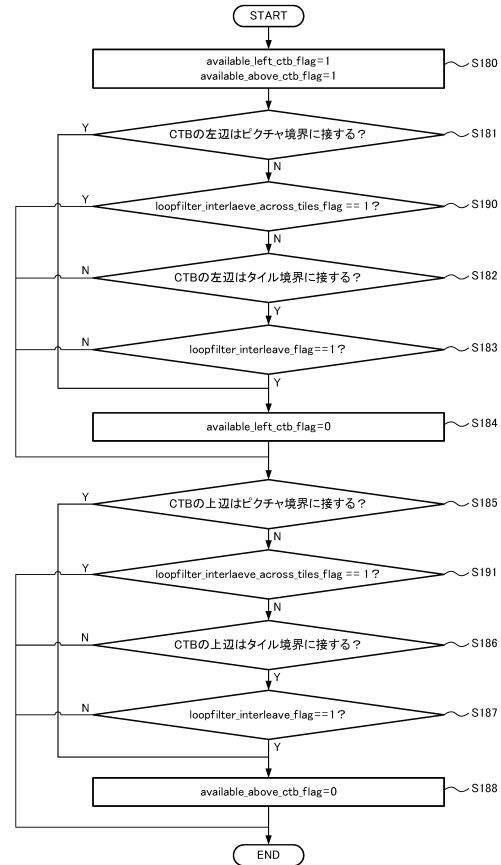 START
available_left_ctb_flag=1
available_above_ctb_flag=1
S180
CTBの左辺はピクチャ境界に接する？
S181
Y
N
loopfilter_interlaeve_across_tiles_flag == 1？
S190
Y
N
CTBの左辺はタイル境界に接する？
S182
N
Y
loopfilter_interleave_flag==1？
S183
N
Y
available_left_ctb_flag=0
S184
CTBの上辺はピクチャ境界に接する？
S185
Y
N
loopfilter_interlaeve_across_tiles_flag == 1？
S191
Y
N
CTBの上辺はタイル境界に接する？
S186
N
Y
loopfilter_interleave_flag==1？
S187
N
Y
available_above_ctb_flag=0
S188
END